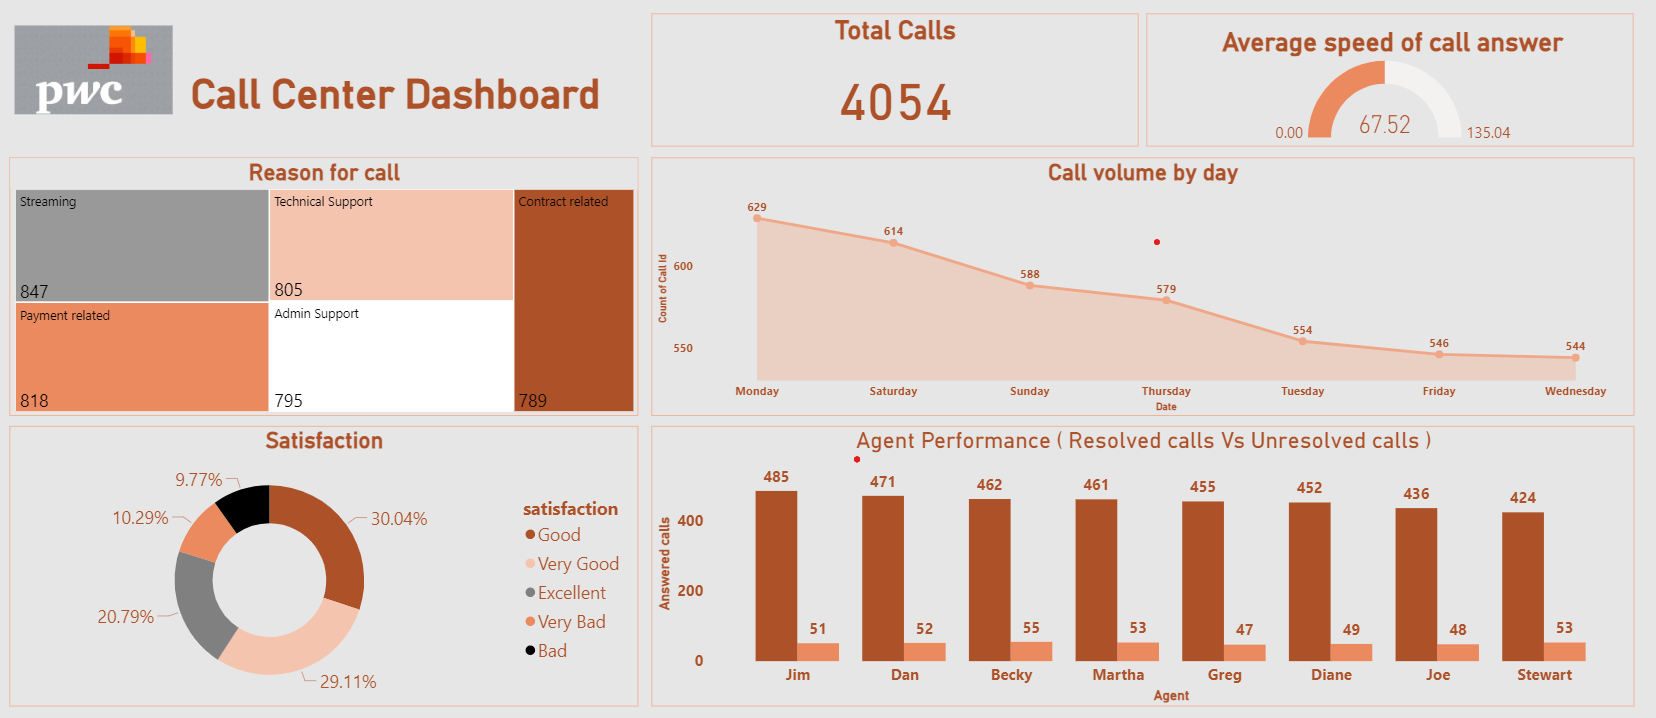 pwc
Call Center Dashboard
Total Calls
4054
Average speed of call answer
0.00
67.52
135.04
Reason for call
Streaming
847
Technical Support
805
Contract related
789
Payment related
818
Admin Support
795
Call volume by day
Count of Call Id
600
550
629
614
588
579
554
546
544
Monday
Saturday
Sunday
Thursday
Tuesday
Friday
Wednesday
Date
Satisfaction
9.77%
10.29%
20.79%
30.04%
29.11%
satisfaction
Good
Very Good
Excellent
Very Bad
Bad
Agent Performance ( Resolved calls Vs Unresolved calls )
Answered calls
400
200
0
485
51
471
52
462
55
461
53
455
47
452
49
436
48
424
53
Jim
Dan
Becky
Martha
Greg
Diane
Joe
Stewart
Agent